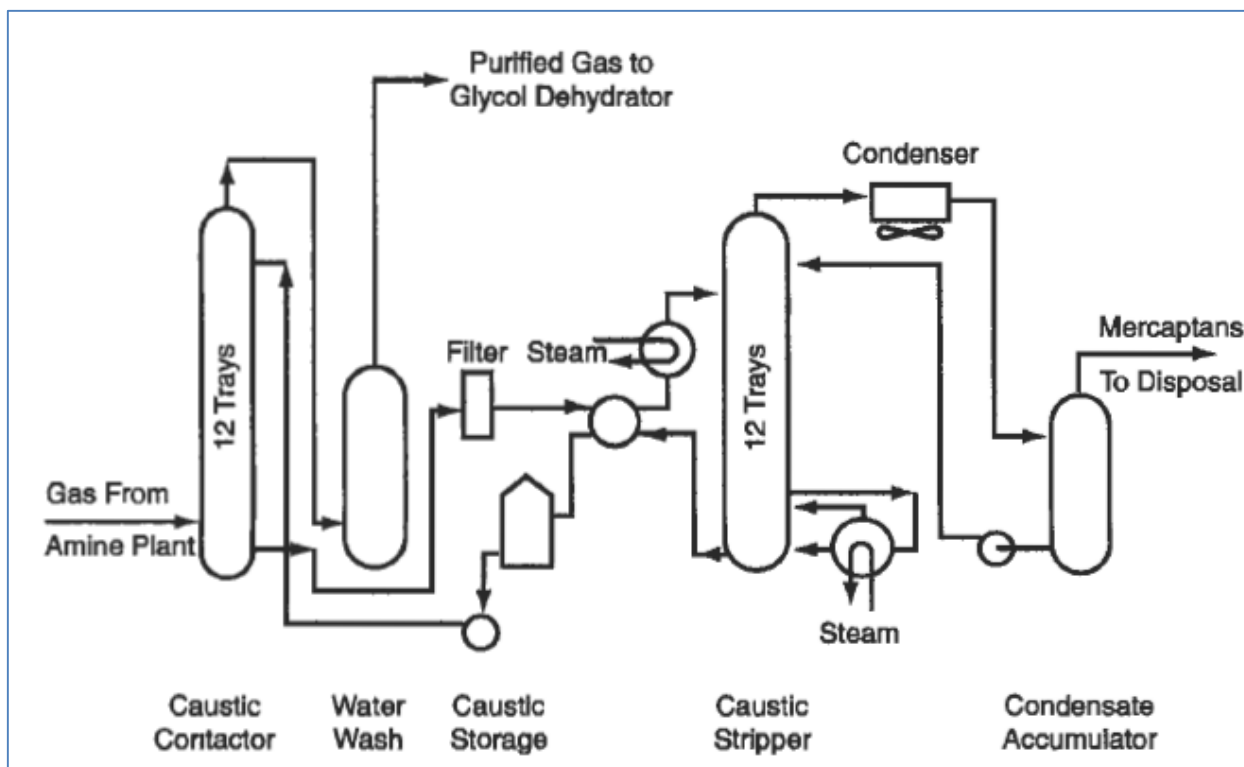 Purified Gas to
Glycol Dehydrator
Condenser
Mercaptans
To Disposal
Filter
Steam
12 Trays
12 Trays
Gas From
Amine Plant
Steam
Caustic
Contactor
Water
Wash
Caustic
Storage
Caustic
Stripper
Condensate
Accumulator